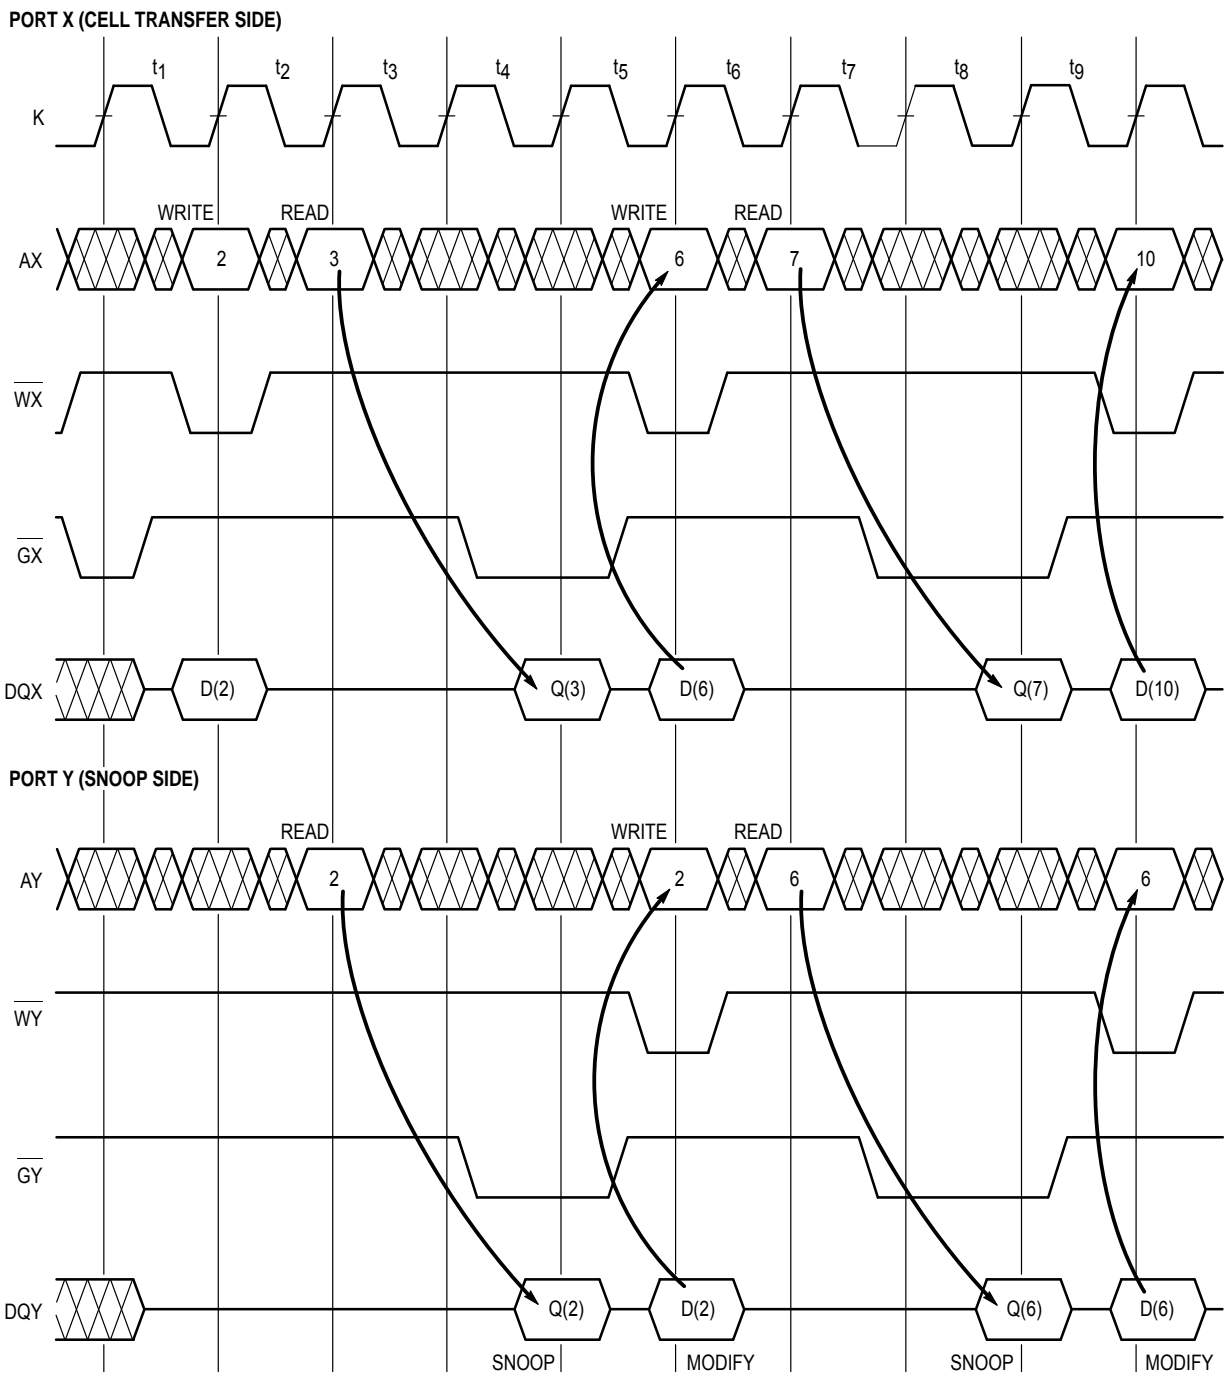 PORT X (CELL TRANSFER SIDE)
t1 t2 t3 t4 t5 t6 t7 t8 t9
K
WRITE READ WRITE READ
AX 2 3 6 7 10
WX
GX
DQX D(2) Q(3) D(6) Q(7) D(10)
PORT Y (SNOOP SIDE)
READ WRITE READ
AY 2 2 6 6
WY
GY
DQY Q(2) D(2) Q(6) D(6)
SNOOP MODIFY SNOOP MODIFY